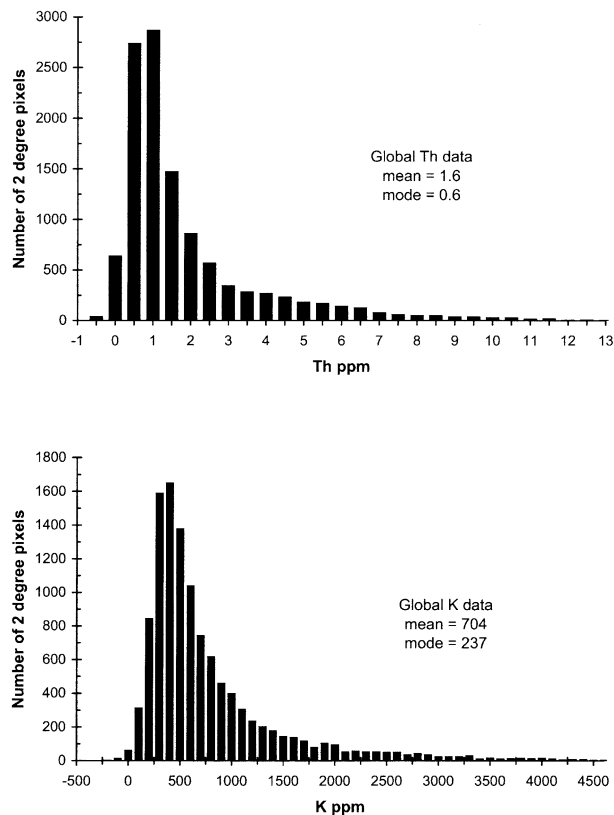 Number of 2 degree pixels
3000
2500
2000
1500
1000
500
0
Global Th data
mean = 1.6
mode = 0.6
-1 0 1 2 3 4 5 6 7 8 9 10 11 12 13
Th ppm
Number of 2 degree pixels
1800
1600
1400
1200
1000
800
600
400
200
0
Global K data
mean = 704
mode = 237
-500 0 500 1000 1500 2000 2500 3000 3500 4000 4500
K ppm